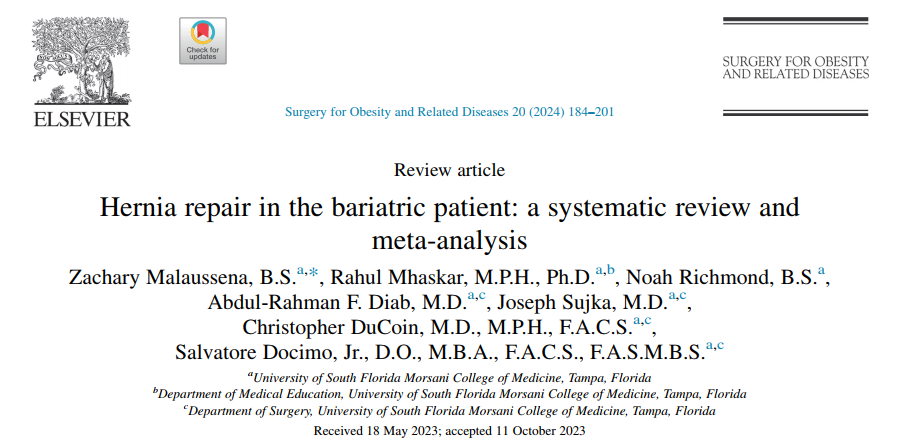 Check for
updates
ELSEVIER
SURGERY FOR OBESITY
AND RELATED DISEASES
Surgery for Obesity and Related Diseases 20 (2024) 184–201
Review article
Hernia repair in the bariatric patient: a systematic review and
meta-analysis
Zachary Malaussena, B.S.a,*, Rahul Mhaskar, M.P.H., Ph.D.a,b, Noah Richmond, B.S.a,
Abdul-Rahman F. Diab, M.D.a,c, Joseph Sujka, M.D.a,c,
Christopher DuCoin, M.D., M.P.H., F.A.C.S.a,c,
Salvatore Docimo, Jr., D.O., M.B.A., F.A.C.S., F.A.S.M.B.S.a,c
aUniversity of South Florida Morsani College of Medicine, Tampa, Florida
bDepartment of Medical Education, University of South Florida Morsani College of Medicine, Tampa, Florida
cDepartment of Surgery, University of South Florida Morsani College of Medicine, Tampa, Florida
Received 18 May 2023; accepted 11 October 2023